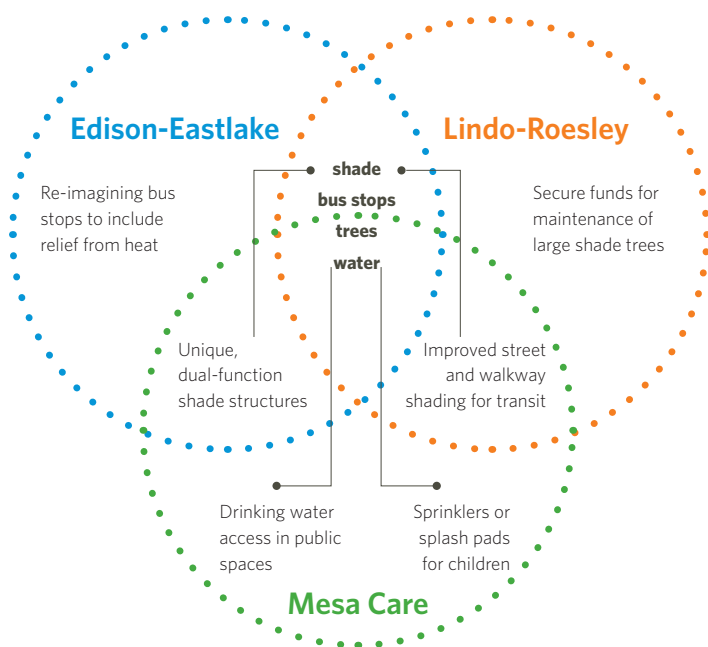 Edison-Eastlake
Lindo-Roesley
shade
bus stops
trees
water
Re-imagining bus
stops to include
relief from heat
Secure funds for
maintenance of
large shade trees
Unique,
dual-function
shade structures
Improved street
and walkway
shading for transit
Drinking water
access in public
spaces
Sprinklers or
splash pads
for children
Mesa Care